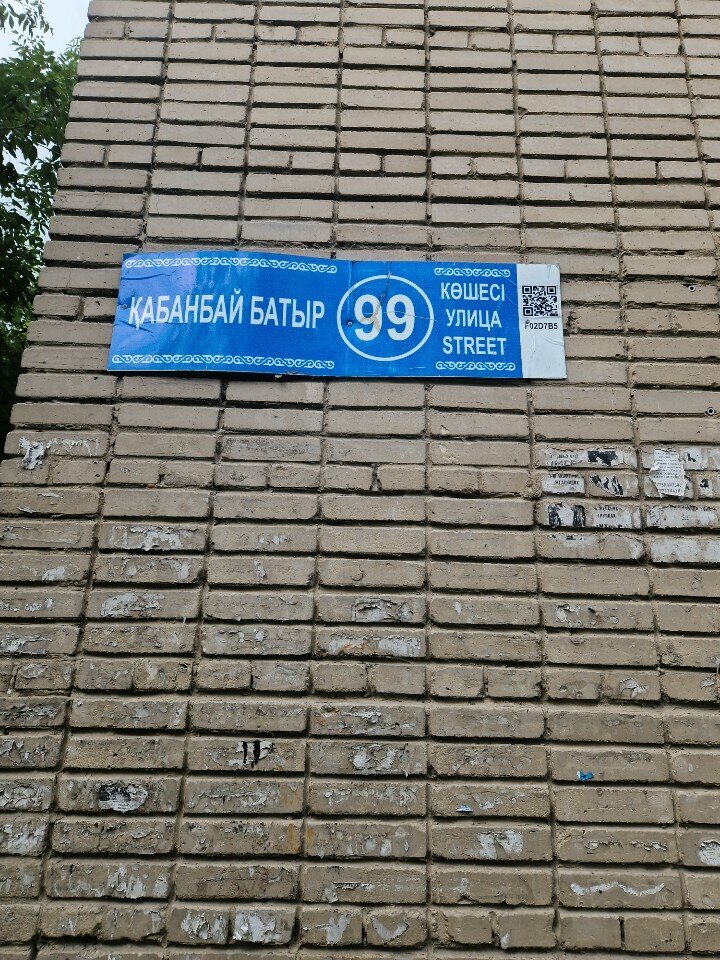 ҚАБАНБАЙ БАТЫР
99
КӨШЕСІ
УЛИЦА
STREET
F02D7B5